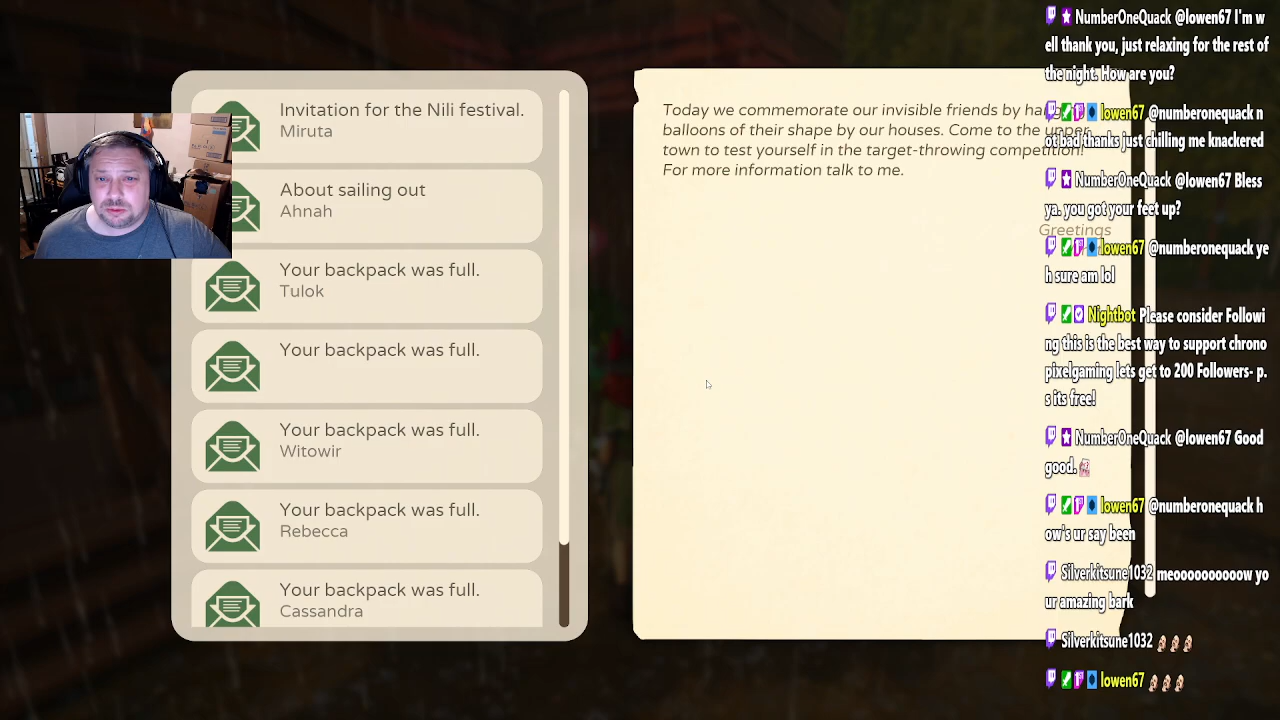 Invitation for the Nili festival.
Miruta
About sailing out
Ahnah
Your backpack was full.
Tulok
Your backpack was full.
Your backpack was full.
Witowir
Your backpack was full.
Rebecca
Your backpack was full.
Cassandra
Today we commemorate our invisible friends by
balloons of their shape by our houses. Come to the upper
town to test yourself in the target-throwing competition!
For more information talk to me.
Greetings
NumberOneQuack @lowen67 I'm w
ell thank you, just relaxing for the rest of
the night. How are you?
lowen67 @numberonequack n
ot bad thanks just chilling me knackered
NumberOneQuack @lowen67 Bless
ya. you got your feet up?
lowen67 @numberonequack ye
h sure am lol
Nightbot Please consider Followi
ng this is the best way to support chrono
pixelgaming lets get to 200 Followers- p.
s its free!
NumberOneQuack @lowen67 Good
good.
lowen67 @numberonequack h
ow's ur say been
Silverkitsune1032 meoooooooooow yo
ur amazing bark
Silverkitsune1032
lowen67